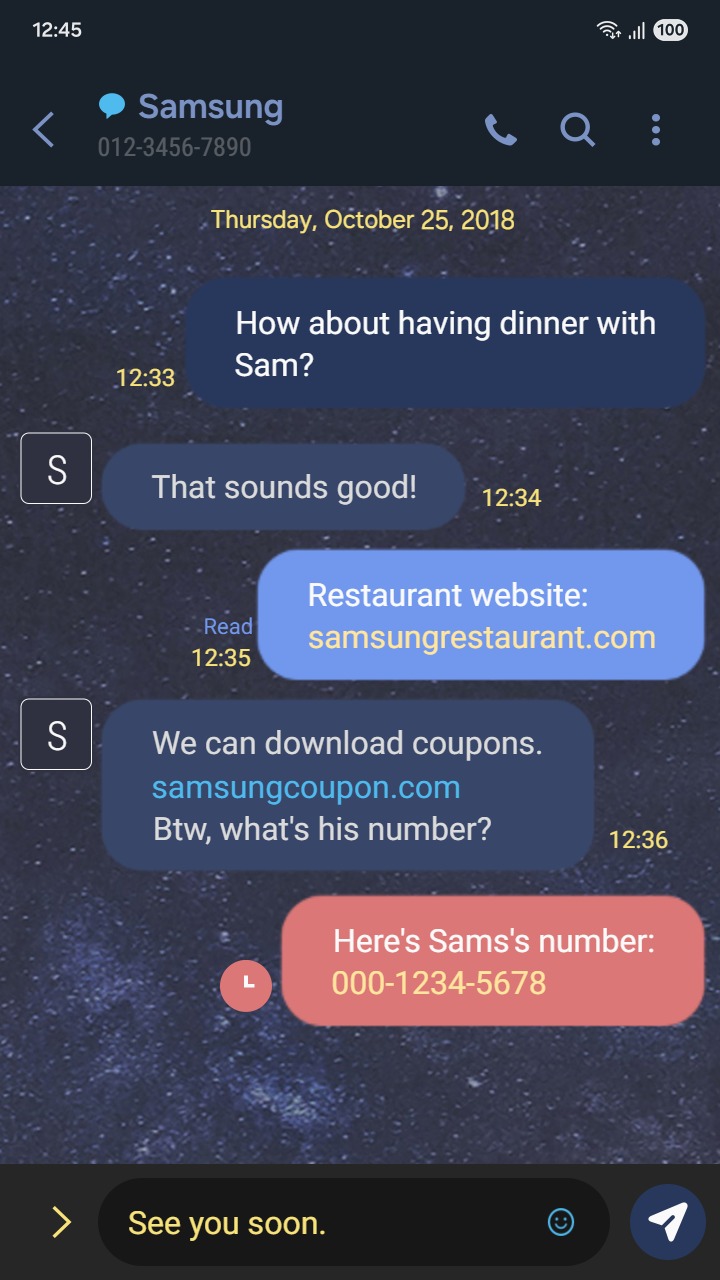 12:45
100
Samsung
012-3456-7890
Thursday, October 25, 2018
How about having dinner with
Sam?
12:33
S
That sounds good!
12:34
Restaurant website:
samsungrestaurant.com
Read
12:35
S
We can download coupons.
samsungcoupon.com
Btw, what's his number?
12:36
Here's Sams's number:
000-1234-5678
See you soon.